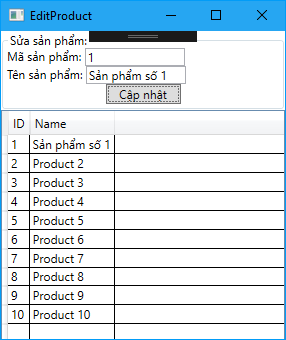 EditProduct
Sửa sản phẩm:
Mã sản phẩm: 1
Tên sản phẩm: Sản phẩm số 1
Cập nhật
ID Name
1 Sản phẩm số 1
2 Product 2
3 Product 3
4 Product 4
5 Product 5
6 Product 6
7 Product 7
8 Product 8
9 Product 9
10 Product 10